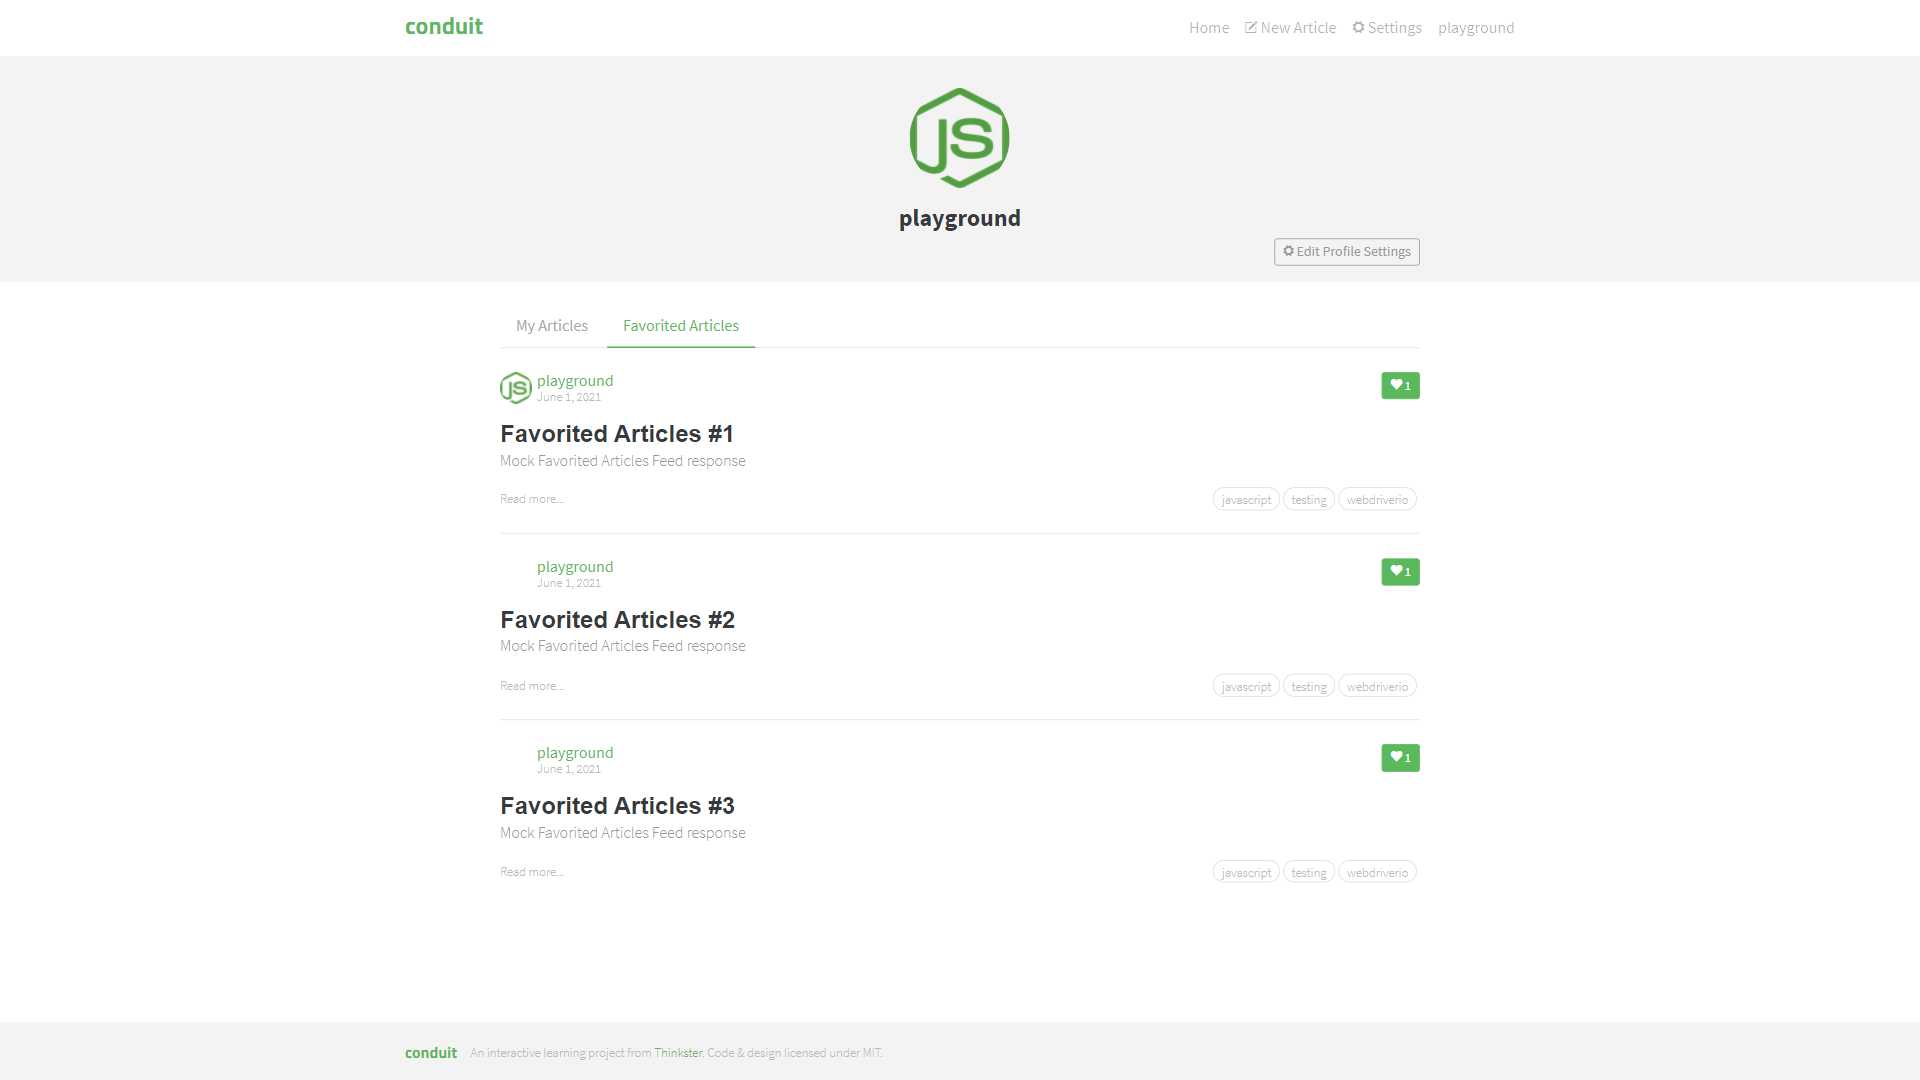 conduit
Home New Article Settings playground
JS
playground
Edit Profile Settings
My Articles Favorited Articles
JS
playground
June 1, 2021
1
Favorited Articles #1
Mock Favorited Articles Feed response
Read more...
javascript testing webdriverio
playground
June 1, 2021
1
Favorited Articles #2
Mock Favorited Articles Feed response
Read more...
javascript testing webdriverio
playground
June 1, 2021
1
Favorited Articles #3
Mock Favorited Articles Feed response
Read more...
javascript testing webdriverio
conduit An interactive learning project from Thinkster. Code & design licensed under MIT.